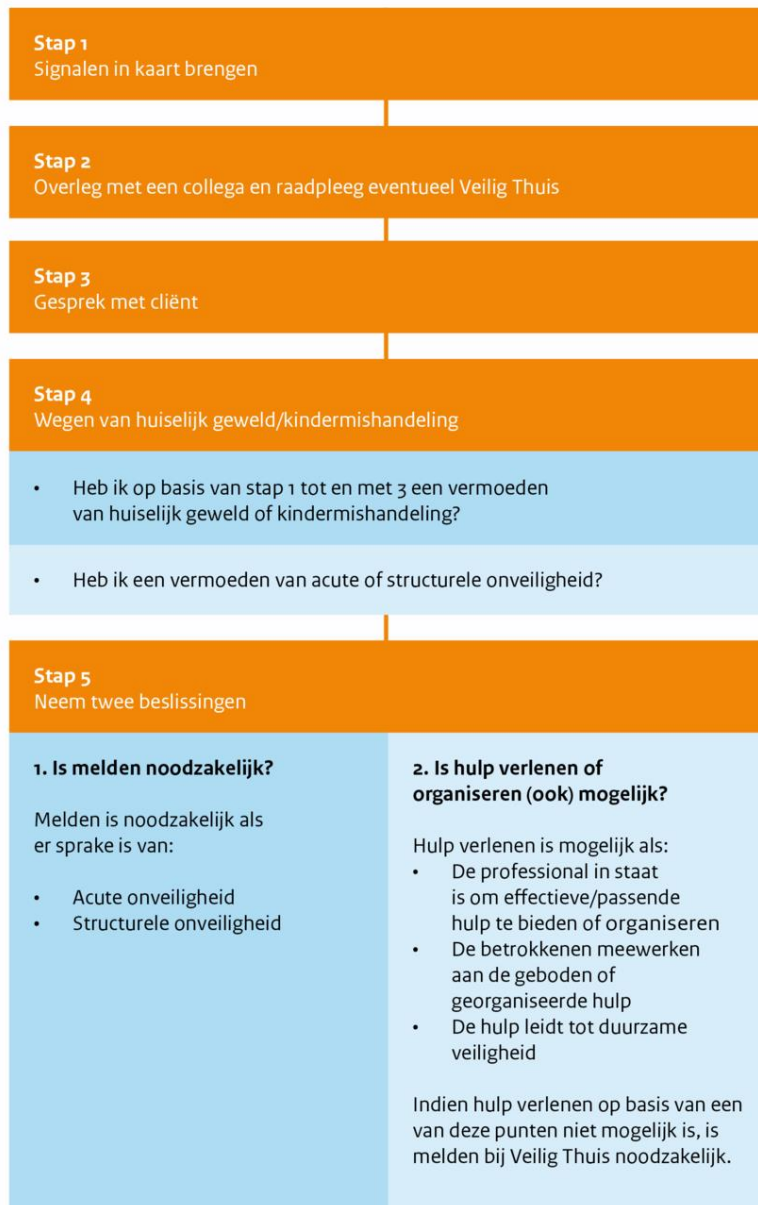 Stap 1
Signalen in kaart brengen
Stap 2
Overleg met een collega en raadpleeg eventueel Veilig Thuis
Stap 3
Gesprek met cliënt
Stap 4
Wegen van huiselijk geweld/kindermishandeling
• Heb ik op basis van stap 1 tot en met 3 een vermoeden
van huiselijk geweld of kindermishandeling?
• Heb ik een vermoeden van acute of structurele onveiligheid?
Stap 5
Neem twee beslissingen
1. Is melden noodzakelijk?
Melden is noodzakelijk als
er sprake is van:
• Acute onveiligheid
• Structurele onveiligheid
2. Is hulp verlenen of
organiseren (ook) mogelijk?
Hulp verlenen is mogelijk als:
• De professional in staat
is om effectieve/passende
hulp te bieden of organiseren
• De betrokkenen meewerken
aan de geboden of
georganiseerde hulp
• De hulp leidt tot duurzame
veiligheid
Indien hulp verlenen op basis van een
van deze punten niet mogelijk is, is
melden bij Veilig Thuis noodzakelijk.